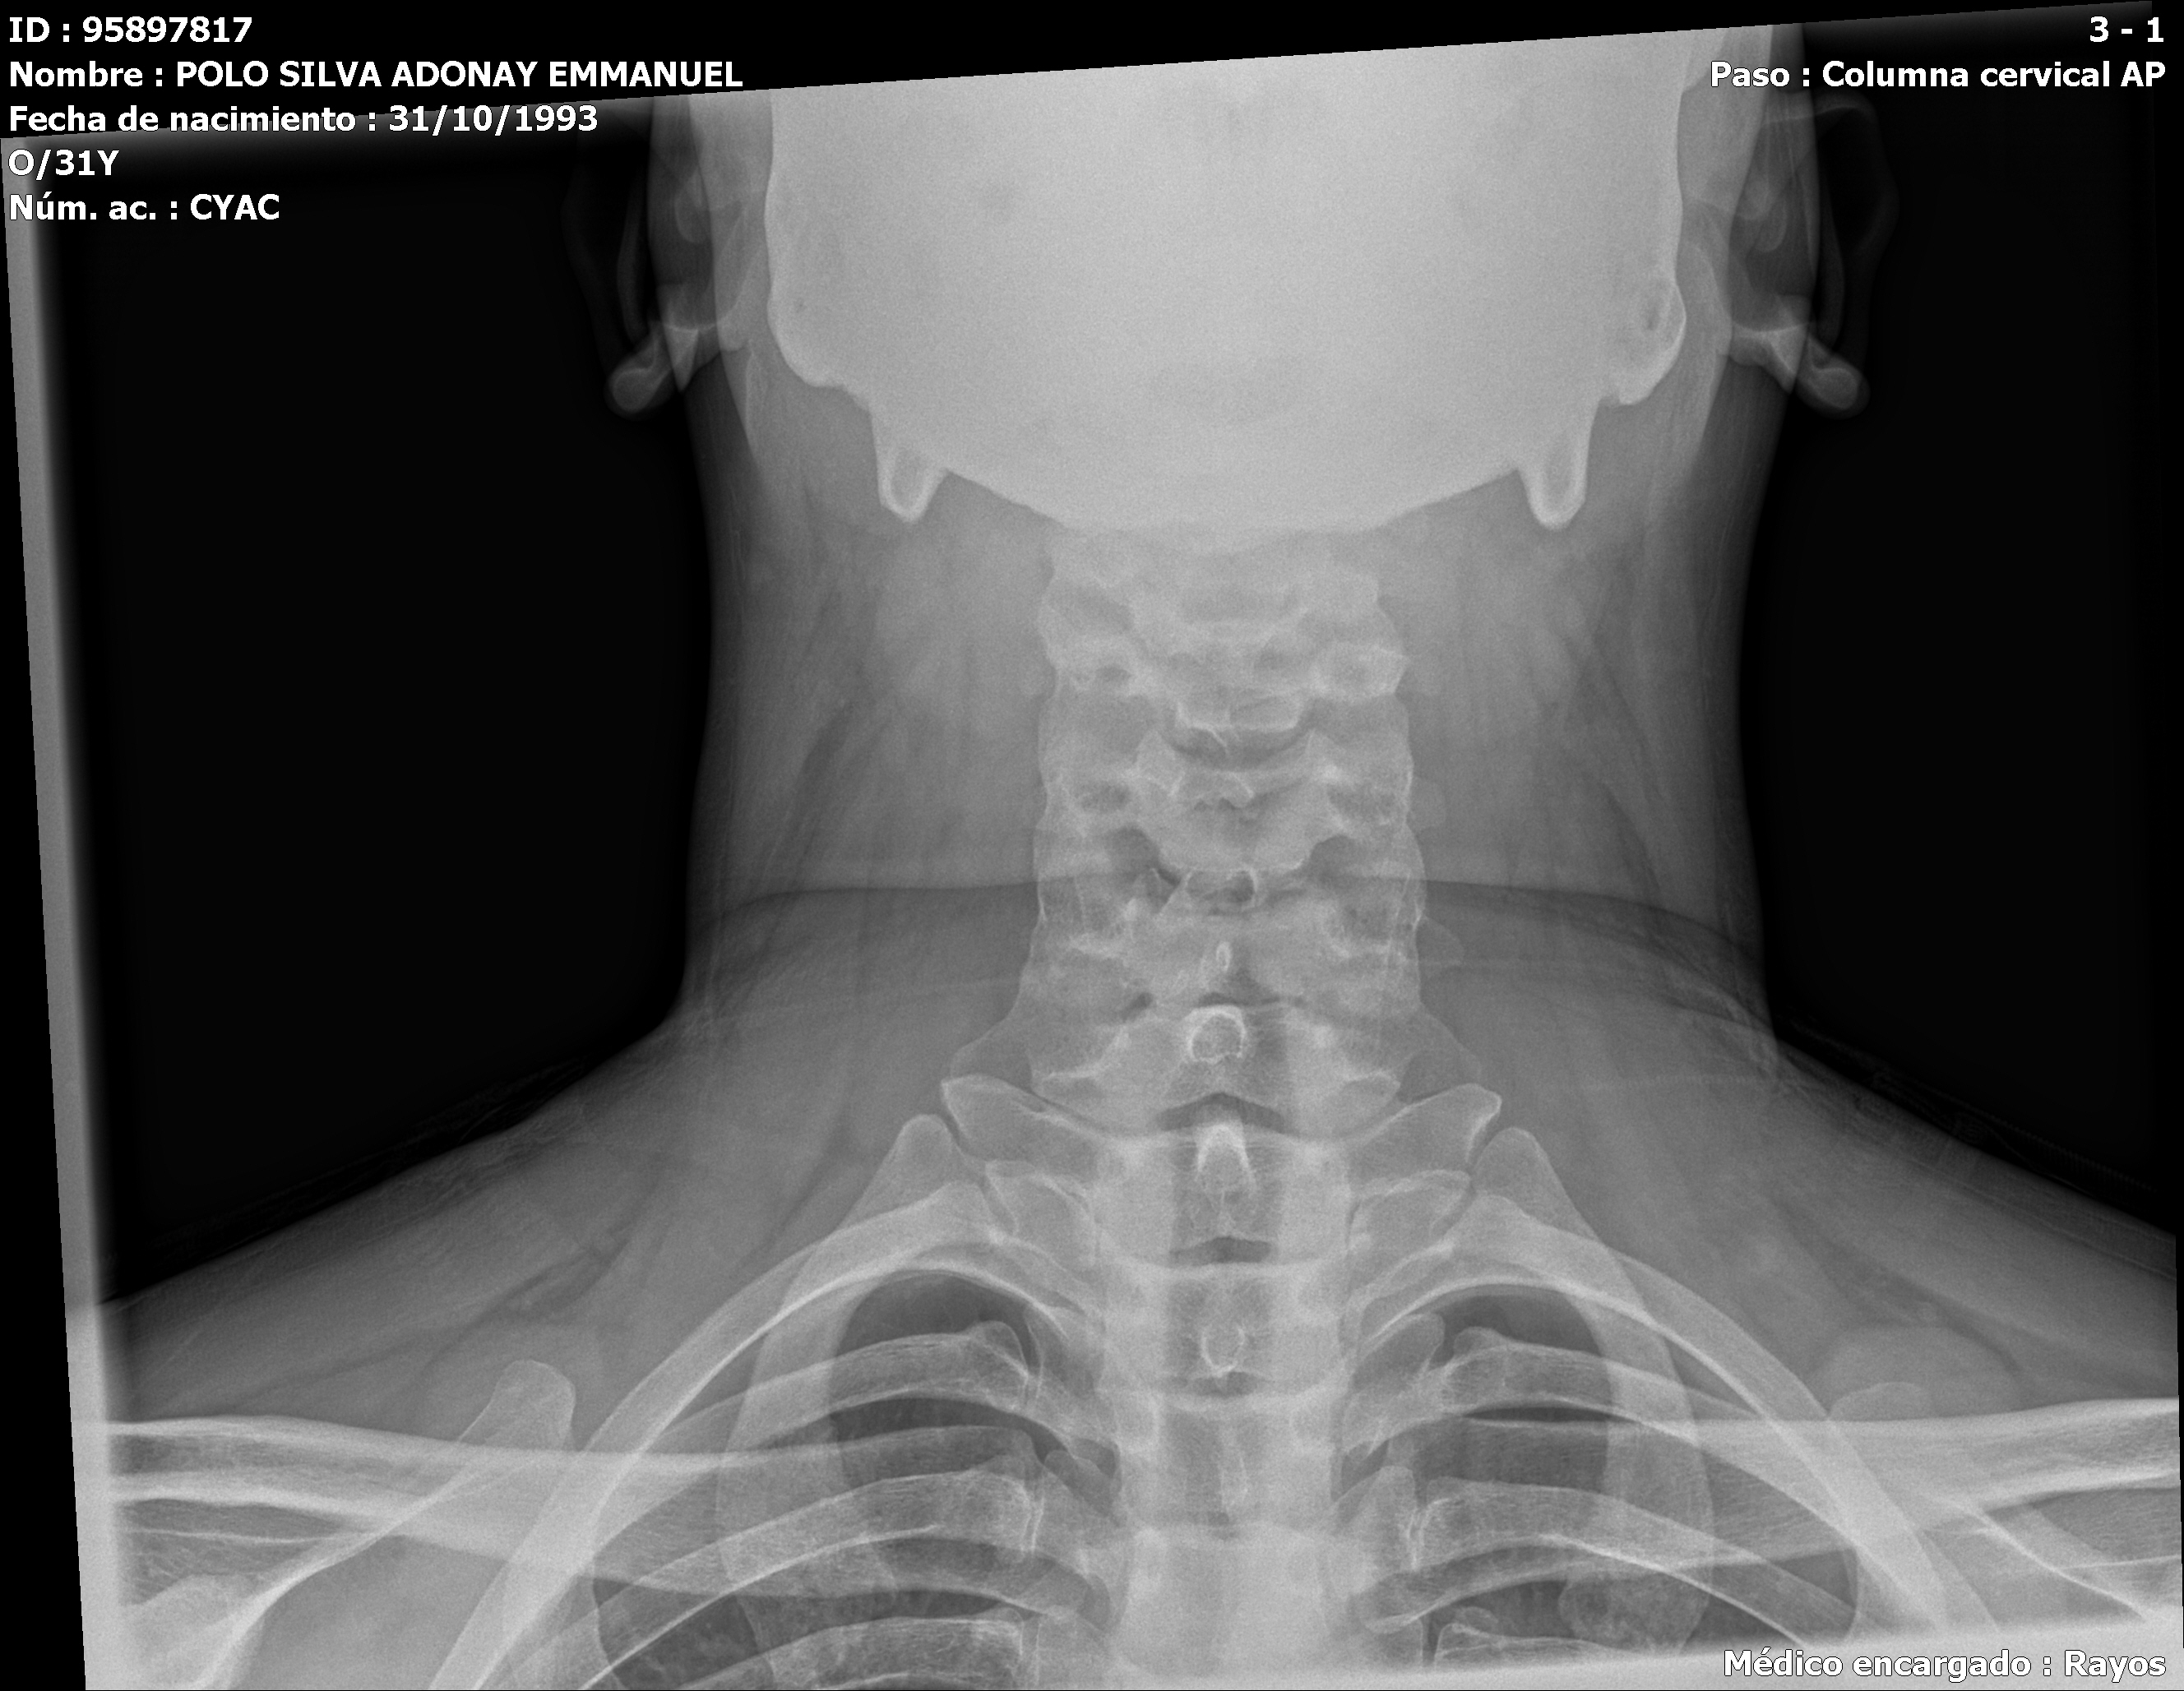 ID : 95897817
Nombre : POLO SILVA ADONAY EMMANUEL
Fecha de nacimiento : 31/10/1993
O/31Y
Núm. ac. : CYAC
3 - 1
Paso : Columna cervical AP
Médico encargado : Rayos